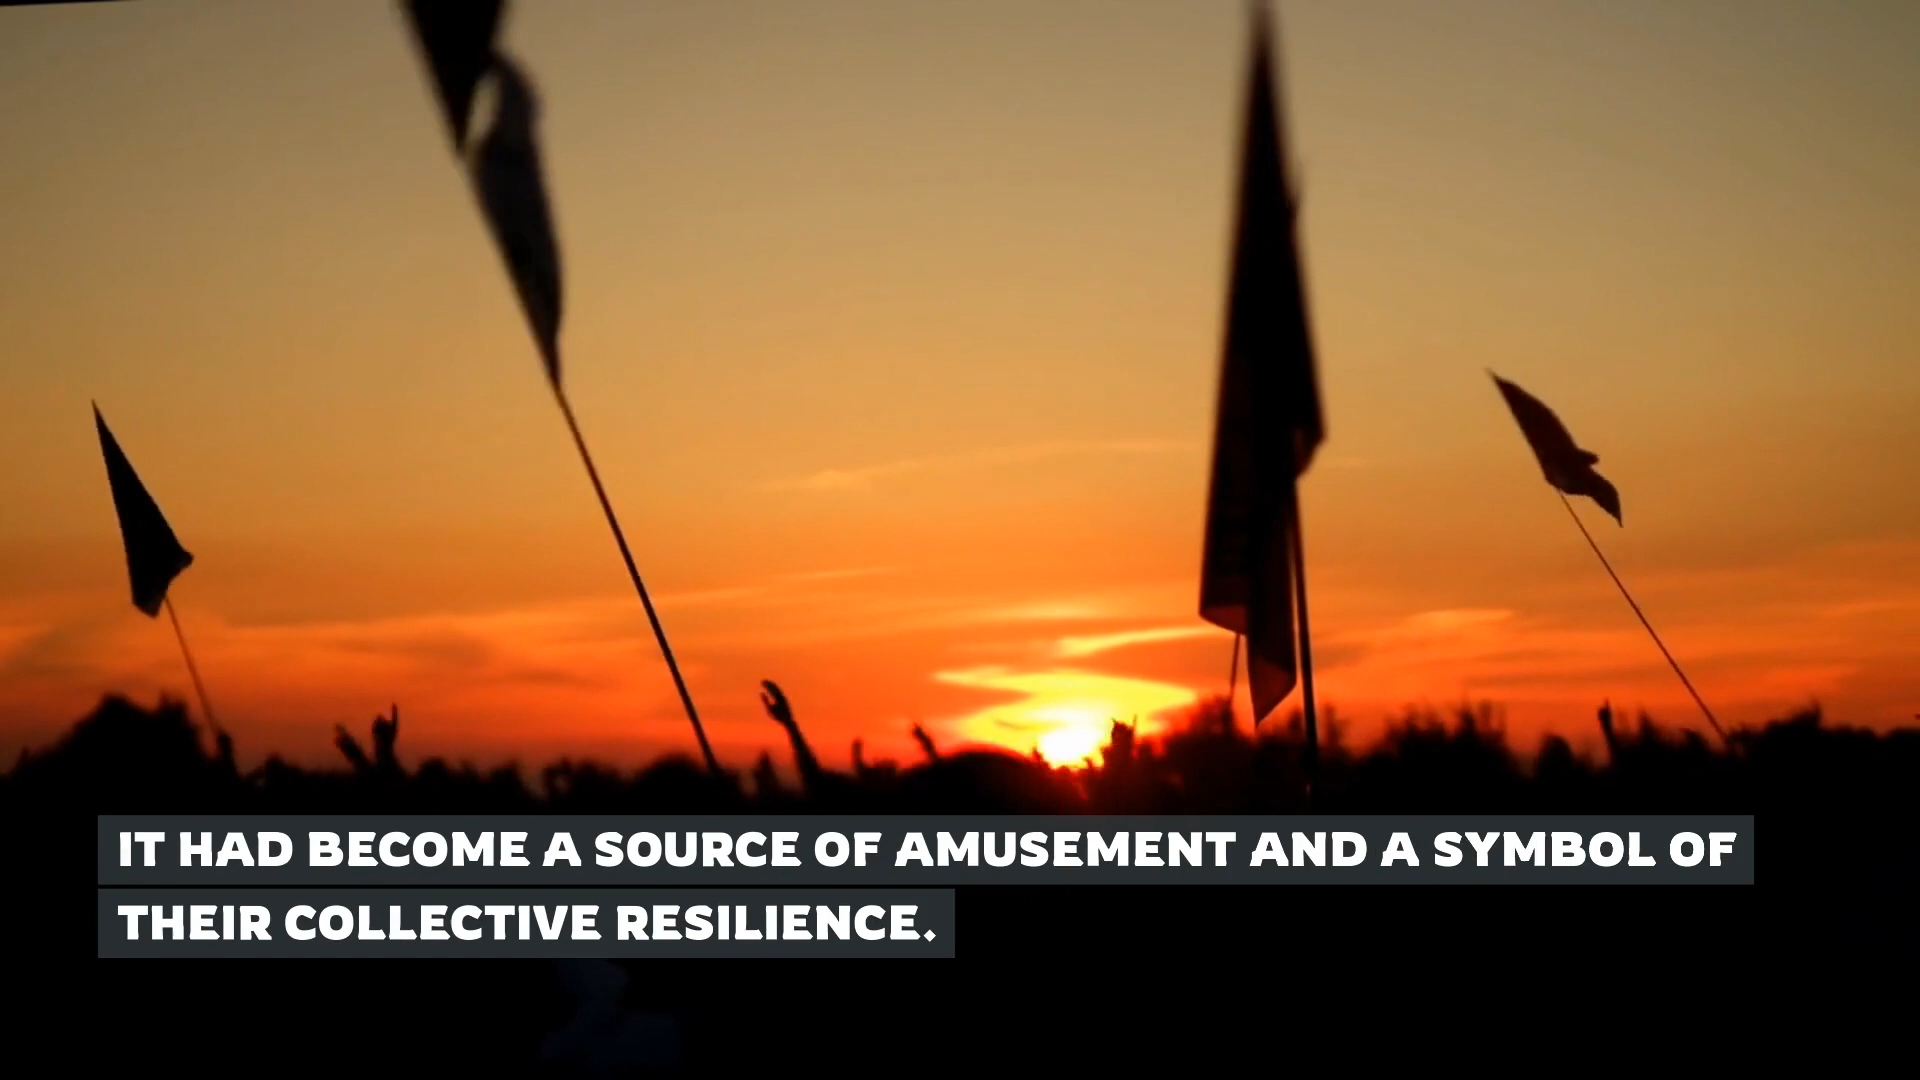 IT HAD BECOME A SOURCE OF AMUSEMENT AND A SYMBOL OF
THEIR COLLECTIVE RESILIENCE.